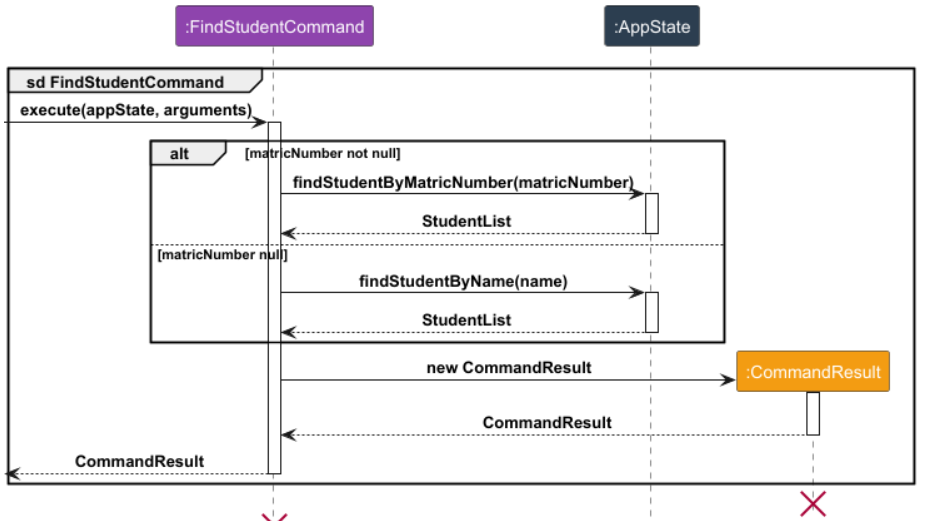 :FindStudentCommand
:AppState
sd FindStudentCommand
execute(appState, arguments)
alt
[matricNumber not null]
findStudentByMatricNumber(matricNumber)
StudentList
[matricNumber null]
findStudentByName(name)
StudentList
new CommandResult
:CommandResult
CommandResult
CommandResult